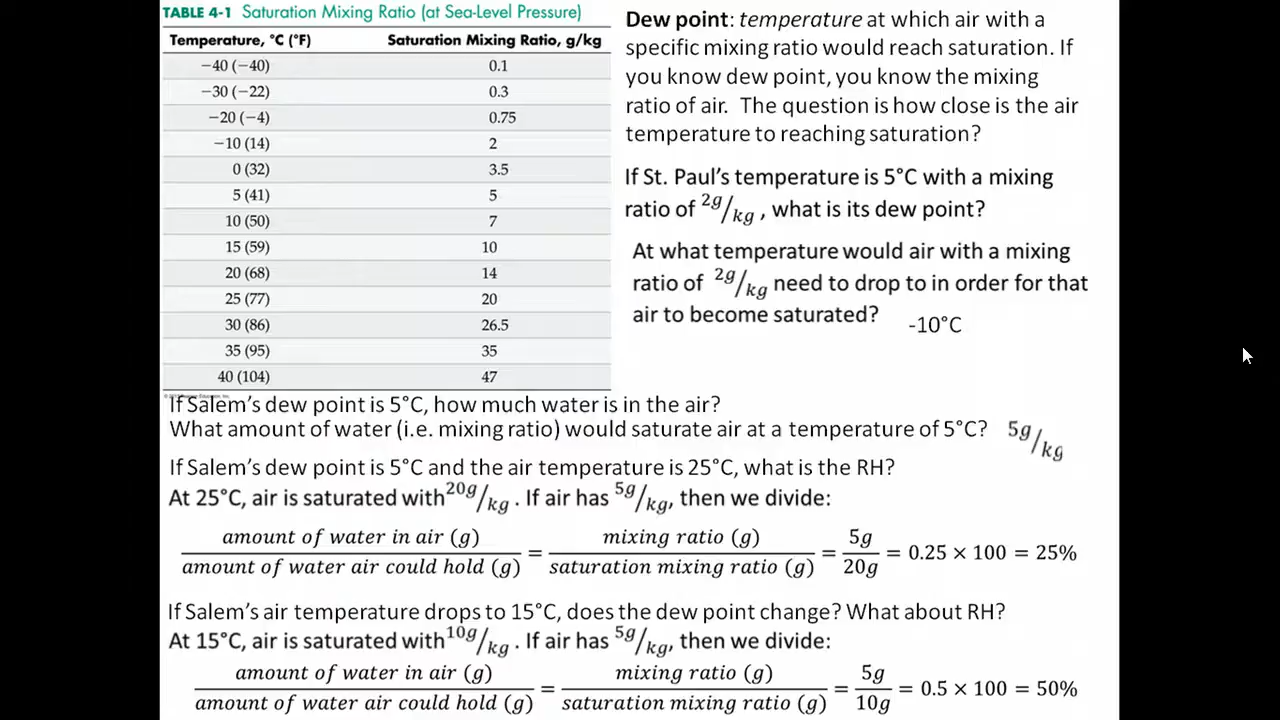 TABLE 4-1 Saturation Mixing Ratio (at Sea-Level Pressure)
Temperature, °C (°F) Saturation Mixing Ratio, g/kg
−40 (−40) 0.1
−30 (−22) 0.3
−20 (−4) 0.75
−10 (14) 2
0 (32) 3.5
5 (41) 5
10 (50) 7
15 (59) 10
20 (68) 14
25 (77) 20
30 (86) 26.5
35 (95) 35
40 (104) 47
Dew point: temperature at which air with a
specific mixing ratio would reach saturation. If
you know dew point, you know the mixing
ratio of air. The question is how close is the air
temperature to reaching saturation?
If St. Paul's temperature is 5°C with a mixing
ratio of 2g/kg, what is its dew point?
At what temperature would air with a mixing
ratio of 2g/kg need to drop to in order for that
air to become saturated? -10°C
If Salem's dew point is 5°C, how much water is in the air?
What amount of water (i.e. mixing ratio) would saturate air at a temperature of 5°C? 5g/kg
If Salem's dew point is 5°C and the air temperature is 25°C, what is the RH?
At 25°C, air is saturated with 20g/kg. If air has 5g/kg, then we divide:
amount of water in air (g) / amount of water air could hold (g) = mixing ratio (g) / saturation mixing ratio (g) = 5g / 20g = 0.25 × 100 = 25%
If Salem's air temperature drops to 15°C, does the dew point change? What about RH?
At 15°C, air is saturated with 10g/kg. If air has 5g/kg, then we divide:
amount of water in air (g) / amount of water air could hold (g) = mixing ratio (g) / saturation mixing ratio (g) = 5g / 10g = 0.5 × 100 = 50%